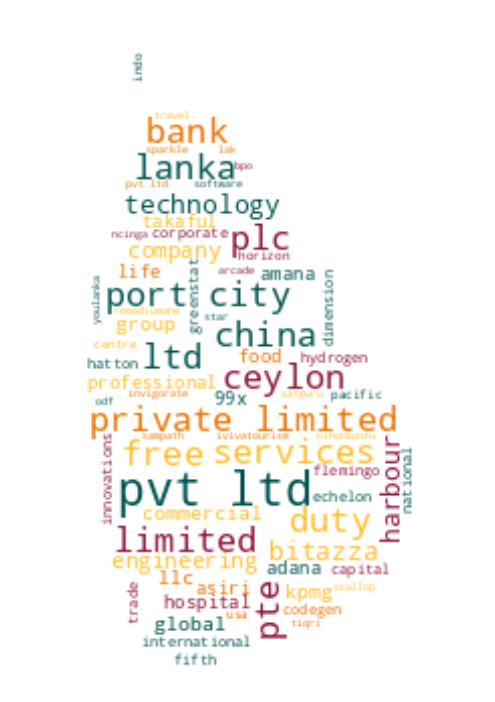 indo
travel
bank
sparkle lak
lanka bpo
pvt ltd software
technology
takaful
ncinga corporate plc
company horizon
life arcade amana
greenstat
youlanka port city dimension
remediumone star
group china
centre
hatton ltd food hydrogen
professional ceylon
invigorate 99x satguru pacific
odf
private limited
sampath ivivatourism nihonbashi
innovations free services harbour national
flemingo
pvt ltd echelon
commercial duty
limited bitazza
engineering adana capital
llc asiri kpmg scallop
trade hospital pte codegen
usa
global tiqri
international
fifth